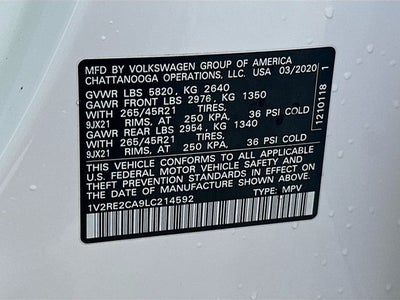 MFD BY VOLKSWAGEN GROUP OF AMERICA
CHATTANOOGA OPERATIONS, LLC. USA 03/2020
GVWR LBS 5820, KG 2640
GAWR FRONT LBS 2976, KG 1350
WITH 265/45R21 TIRES,
9JX21 RIMS, AT 250 KPA, 36 PSI COLD
GAWR REAR LBS 2954, KG 1340
WITH 265/45R21 TIRES,
9JX21 RIMS, AT 250 KPA, 36 PSI COLD
THIS VEHICLE CONFORMS TO ALL APPLICABLE
U.S. FEDERAL MOTOR VEHICLE SAFETY AND
THEFT PREVENTION STANDARDS IN EFFECT ON
THE DATE OF MANUFACTURE SHOWN ABOVE.
1V2RE2CA9LC214592 TYPE: MPV
1210118 1